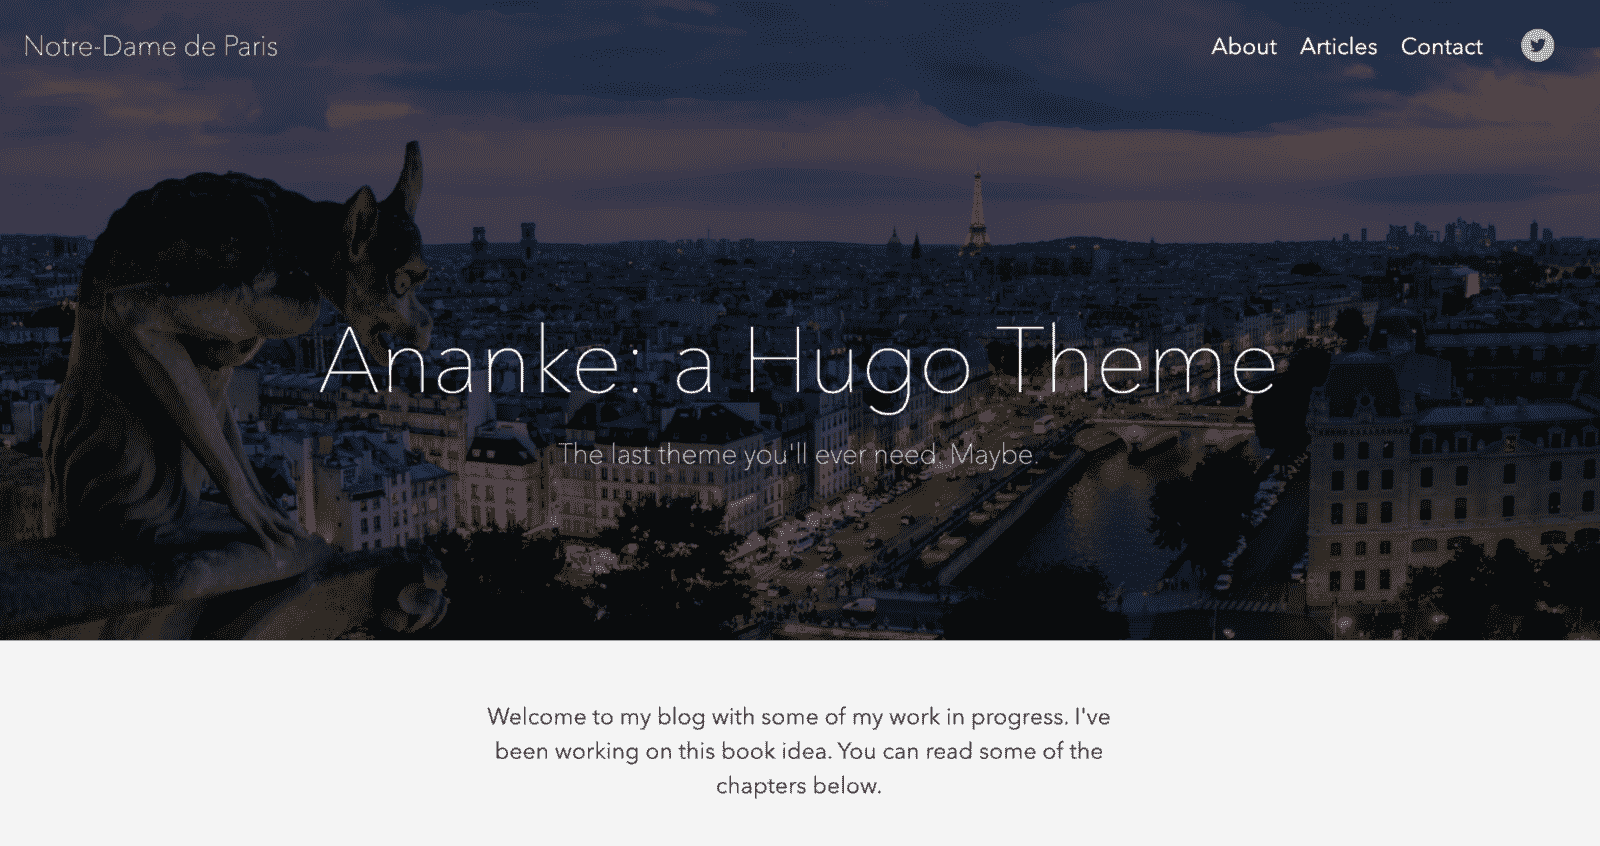 Notre-Dame de Paris
About Articles Contact
Ananke: a Hugo Theme
The last theme you'll ever need. Maybe.
Welcome to my blog with some of my work in progress. I've
been working on this book idea. You can read some of the
chapters below.